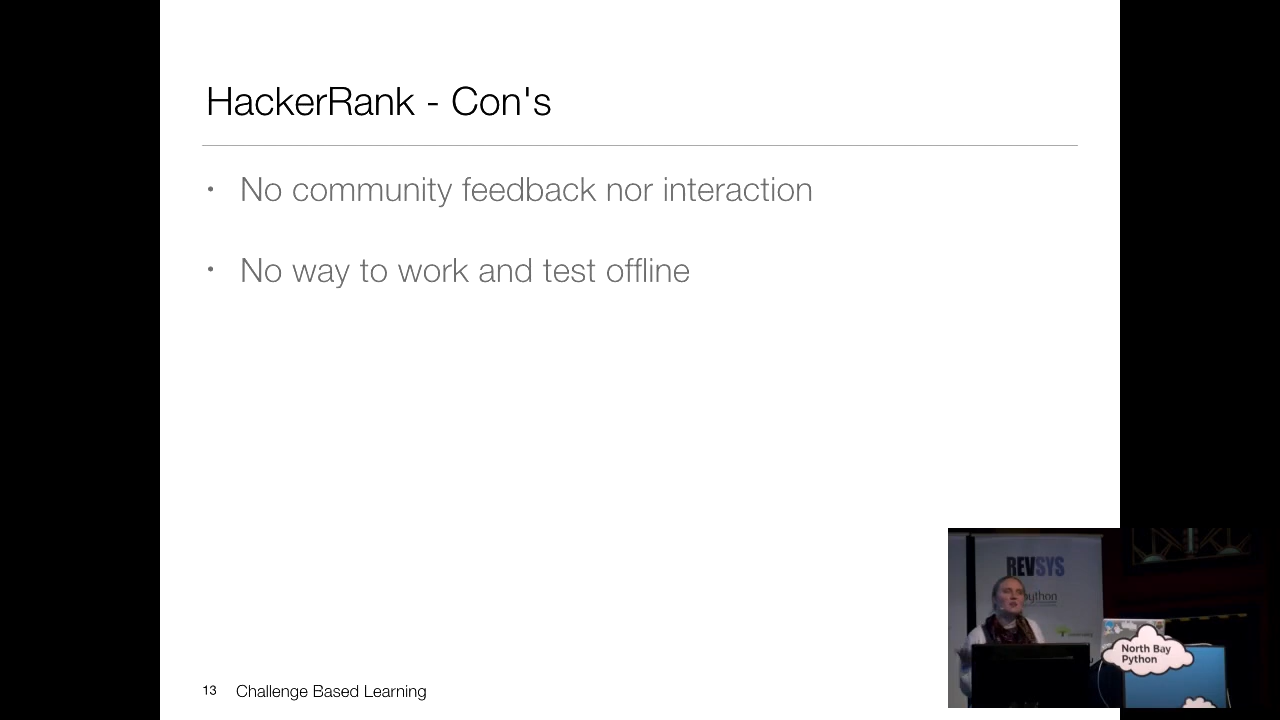 HackerRank - Con's
• No community feedback nor interaction
• No way to work and test offline
13 Challenge Based Learning
REVSYS
python
North Bay
Python